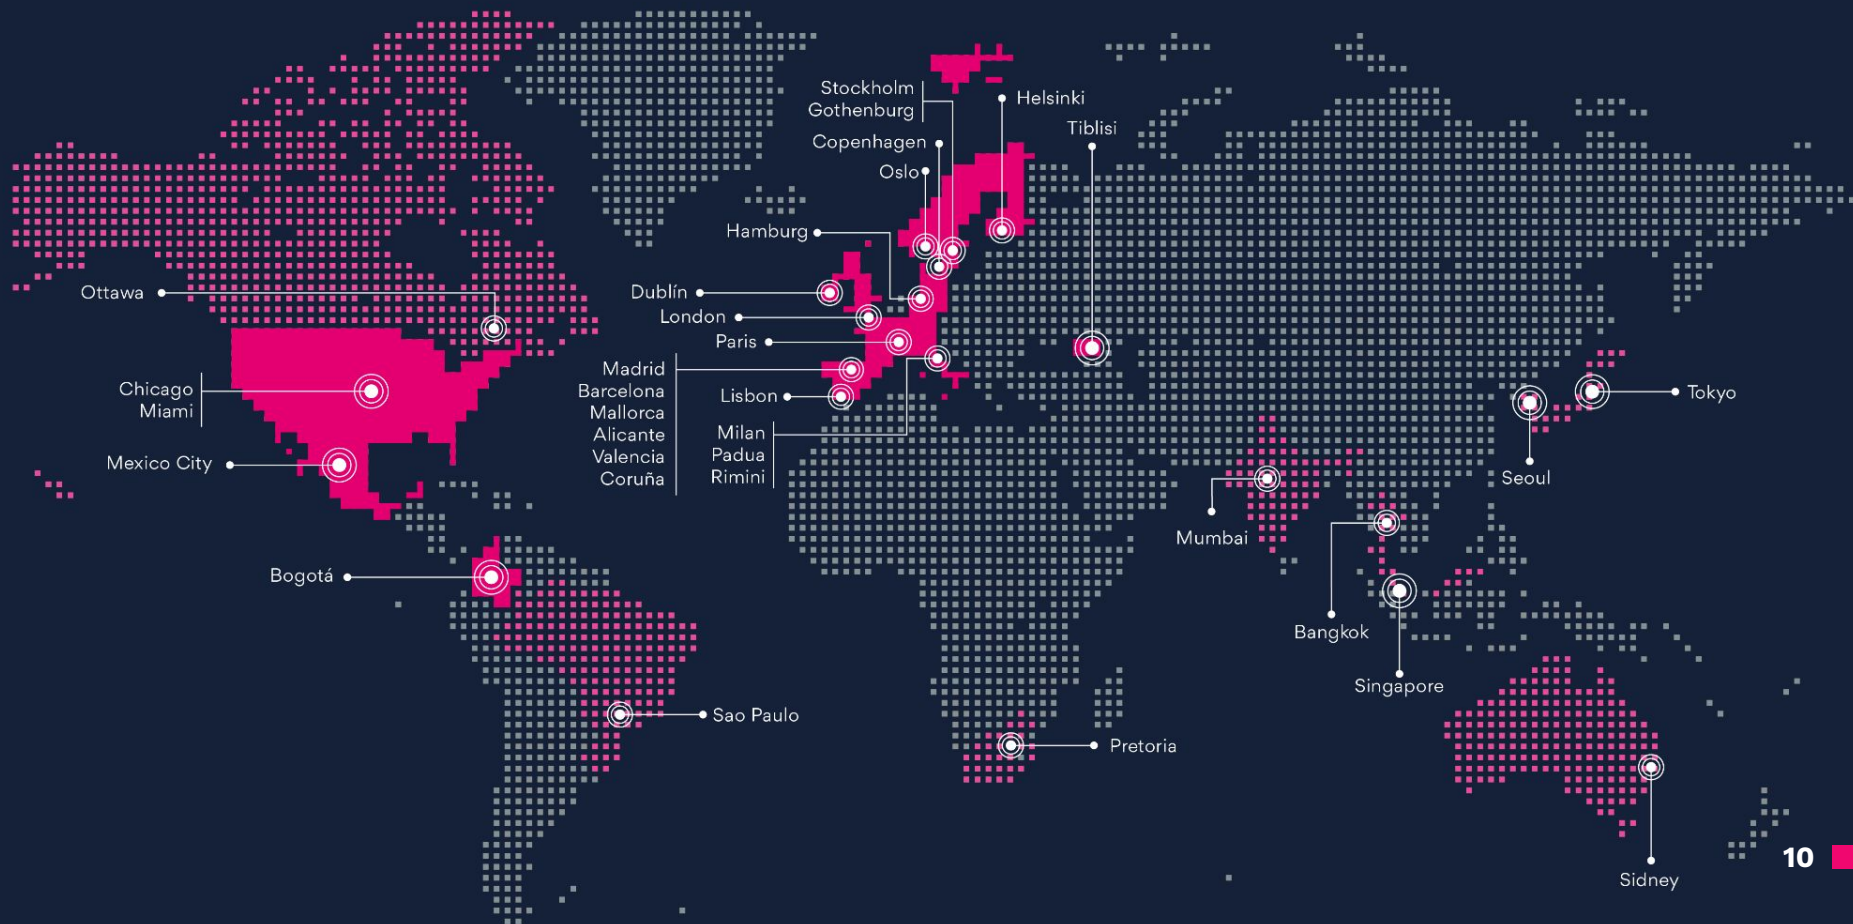 Stockholm
Gothenburg
Helsinki
Tiblisi
Copenhagen
Oslo
Hamburg
Ottawa
Dublín
London
Paris
Chicago
Miami
Madrid
Barcelona
Mallorca
Alicante
Valencia
Coruña
Lisbon
Milan
Padua
Rimini
Tokyo
Mexico City
Seoul
Mumbai
Bogotá
Bangkok
Singapore
Sao Paulo
Pretoria
10
Sidney